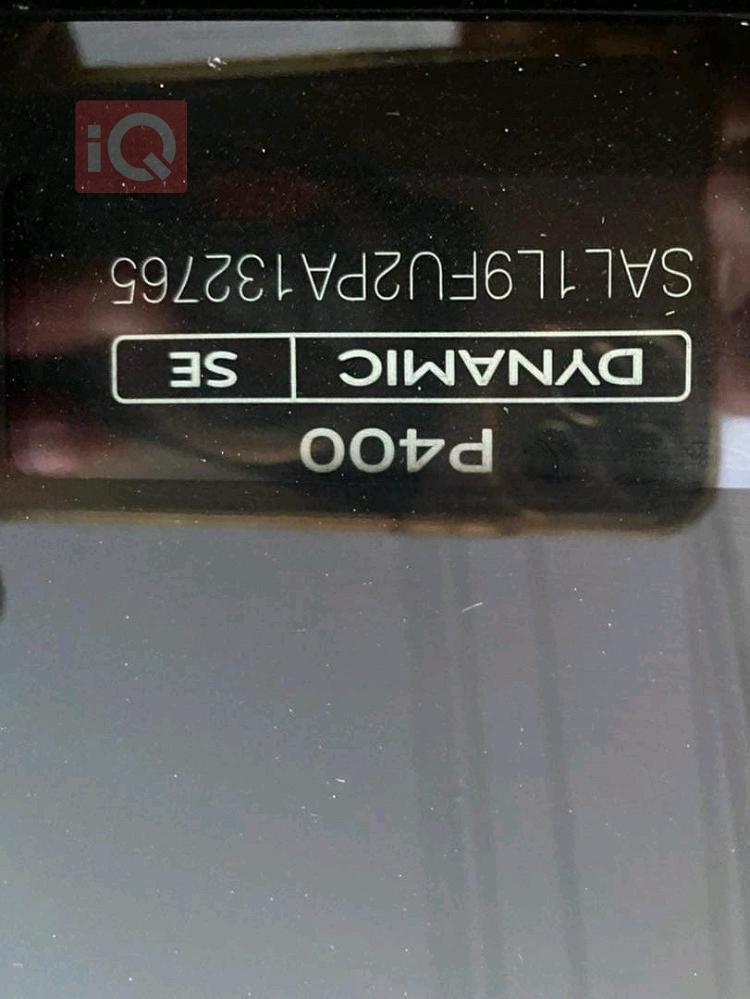 P400
DYNAMIC SE
SAL1L9FU2PA132765
iQ